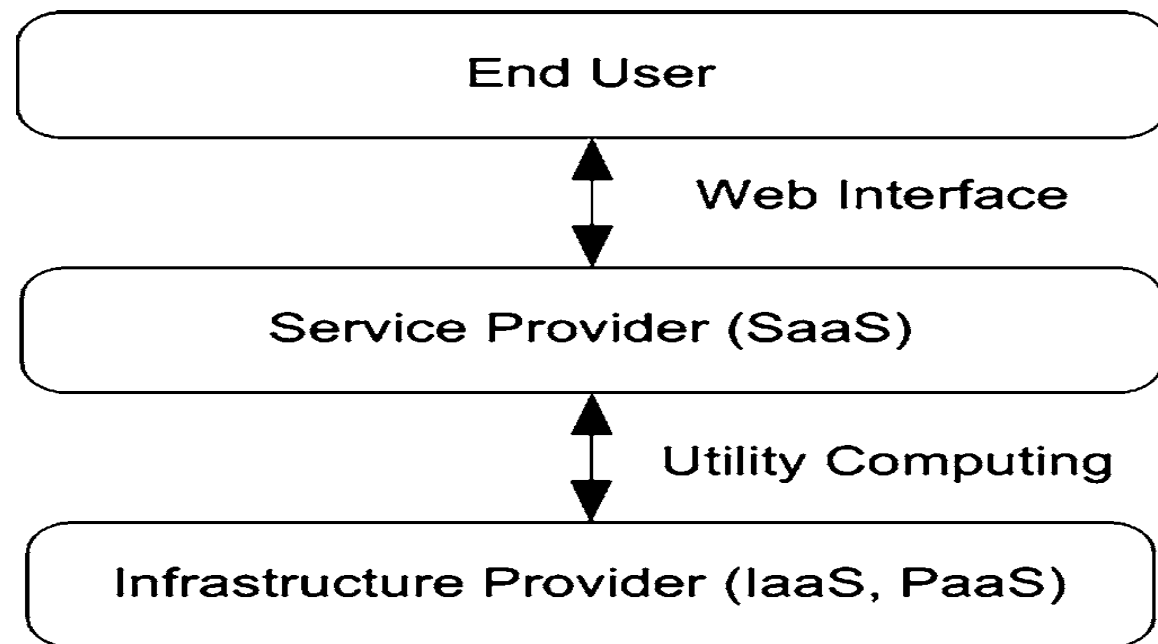 End User
Web Interface
Service Provider (SaaS)
Utility Computing
Infrastructure Provider (IaaS, PaaS)